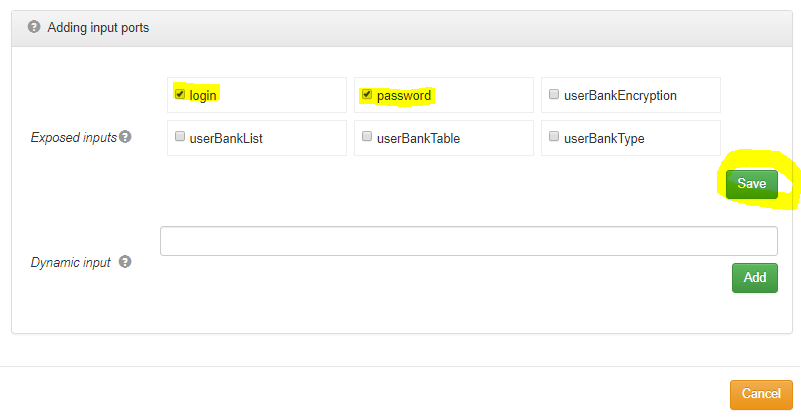 Adding input ports
login password userBankEncryption
Exposed inputs
userBankList userBankTable userBankType
Save
Dynamic input
Add
Cancel